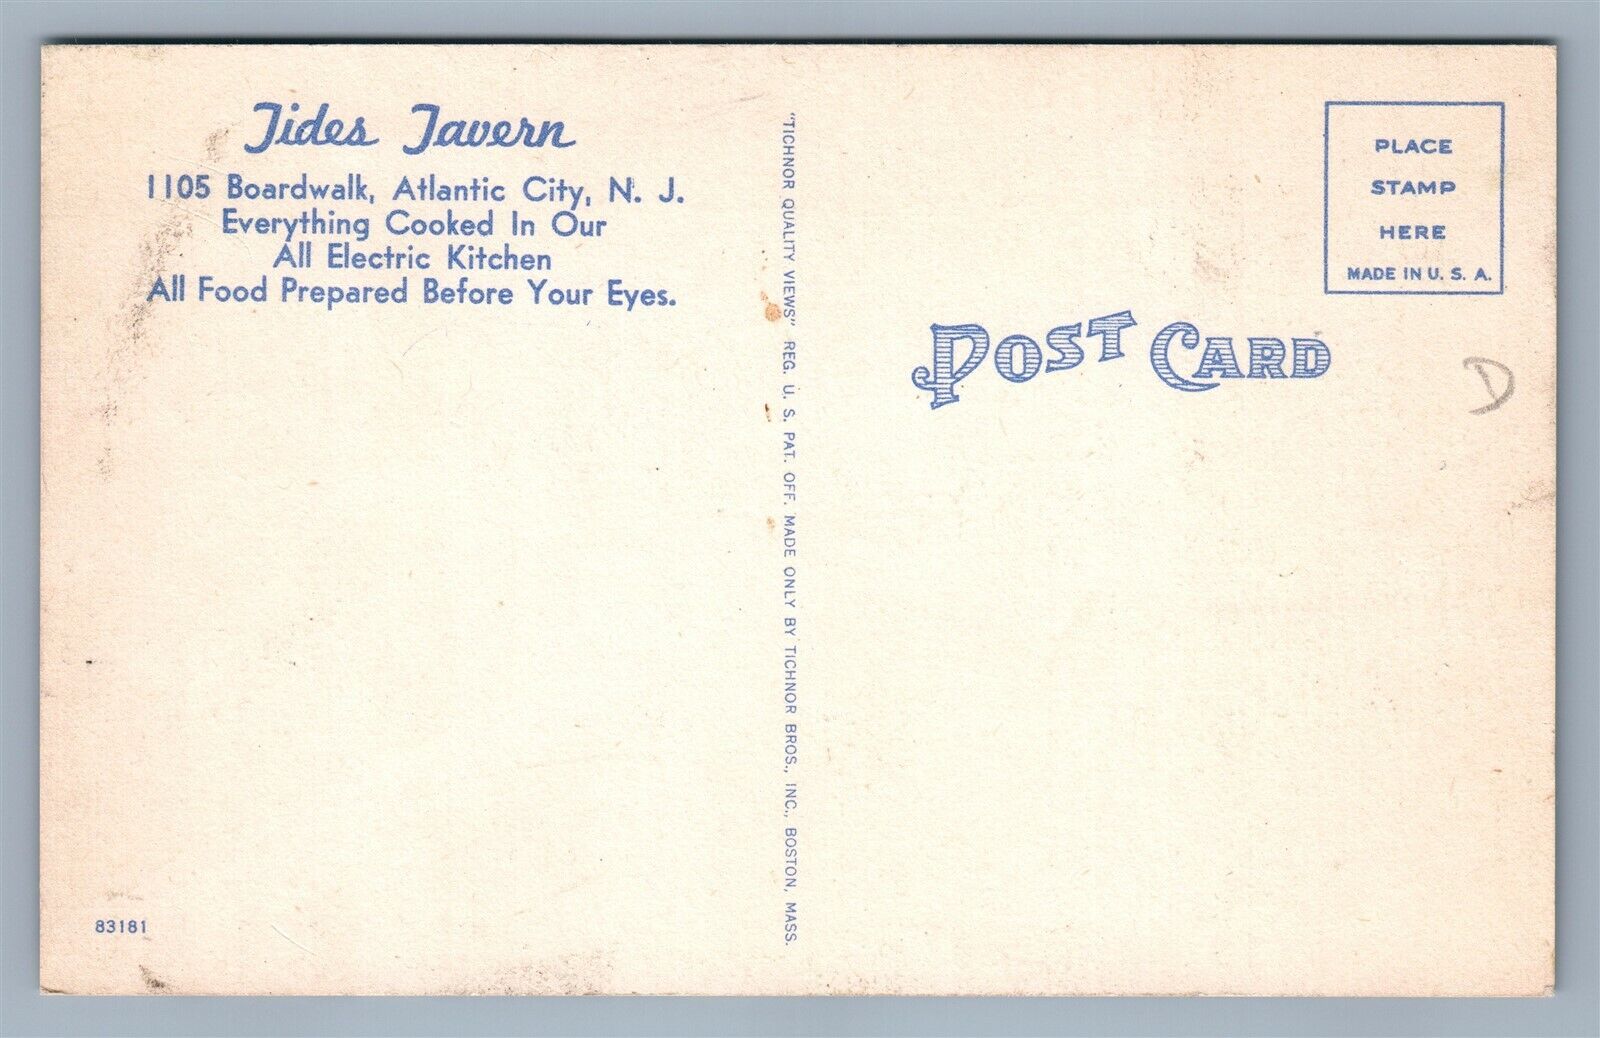 Tides Tavern
1105 Boardwalk, Atlantic City, N. J.
Everything Cooked In Our
All Electric Kitchen
All Food Prepared Before Your Eyes.
83181
"TICHNOR QUALITY VIEWS" REG. U. S. PAT. OFF. MADE ONLY BY TICHNOR BROS., INC., BOSTON, MASS.
PLACE
STAMP
HERE
MADE IN U. S. A.
POST CARD
D